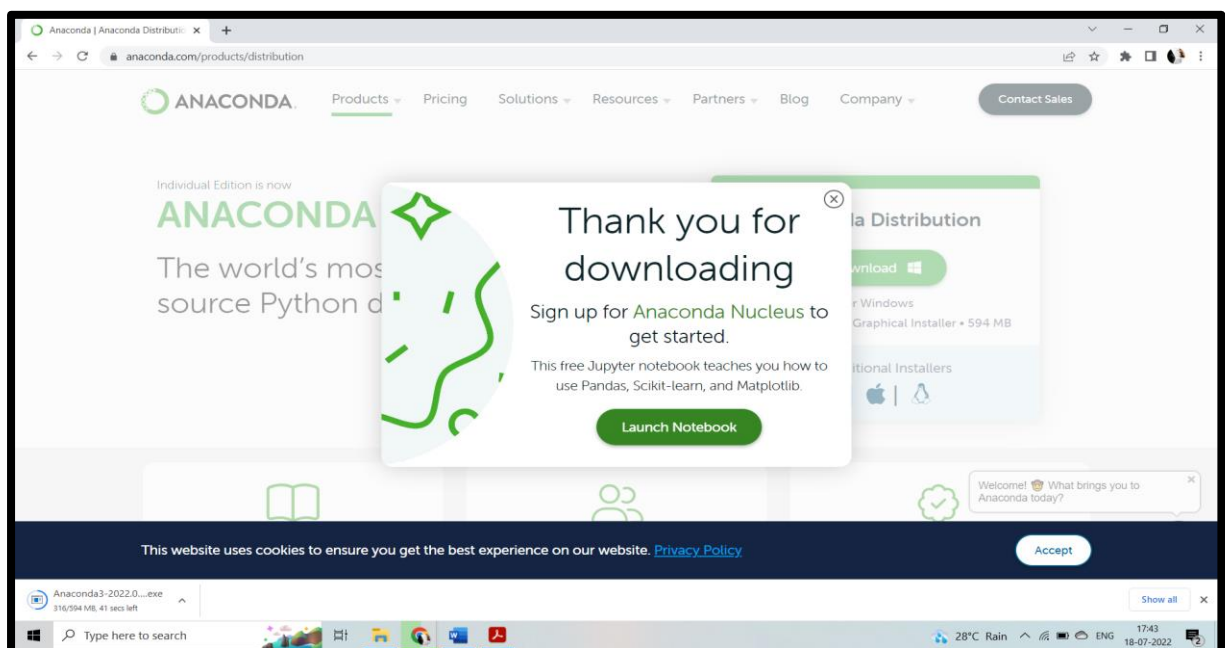 Anaconda | Anaconda Distributio
anaconda.com/products/distribution
ANACONDA.
Products
Pricing
Solutions
Resources
Partners
Blog
Company
Contact Sales
Individual Edition is now
ANACONDA
The world's mos
source Python d
Thank you for
downloading
Sign up for Anaconda Nucleus to
get started.
This free Jupyter notebook teaches you how to
use Pandas, Scikit-learn, and Matplotlib.
Launch Notebook
da Distribution
wnload
r Windows
Graphical Installer • 594 MB
itional Installers
Welcome! What brings you to
Anaconda today?
This website uses cookies to ensure you get the best experience on our website. Privacy Policy
Accept
Anaconda3-2022.0....exe
316/594 MB, 41 secs left
Show all
Type here to search
28°C Rain
ENG
17:43
18-07-2022
2